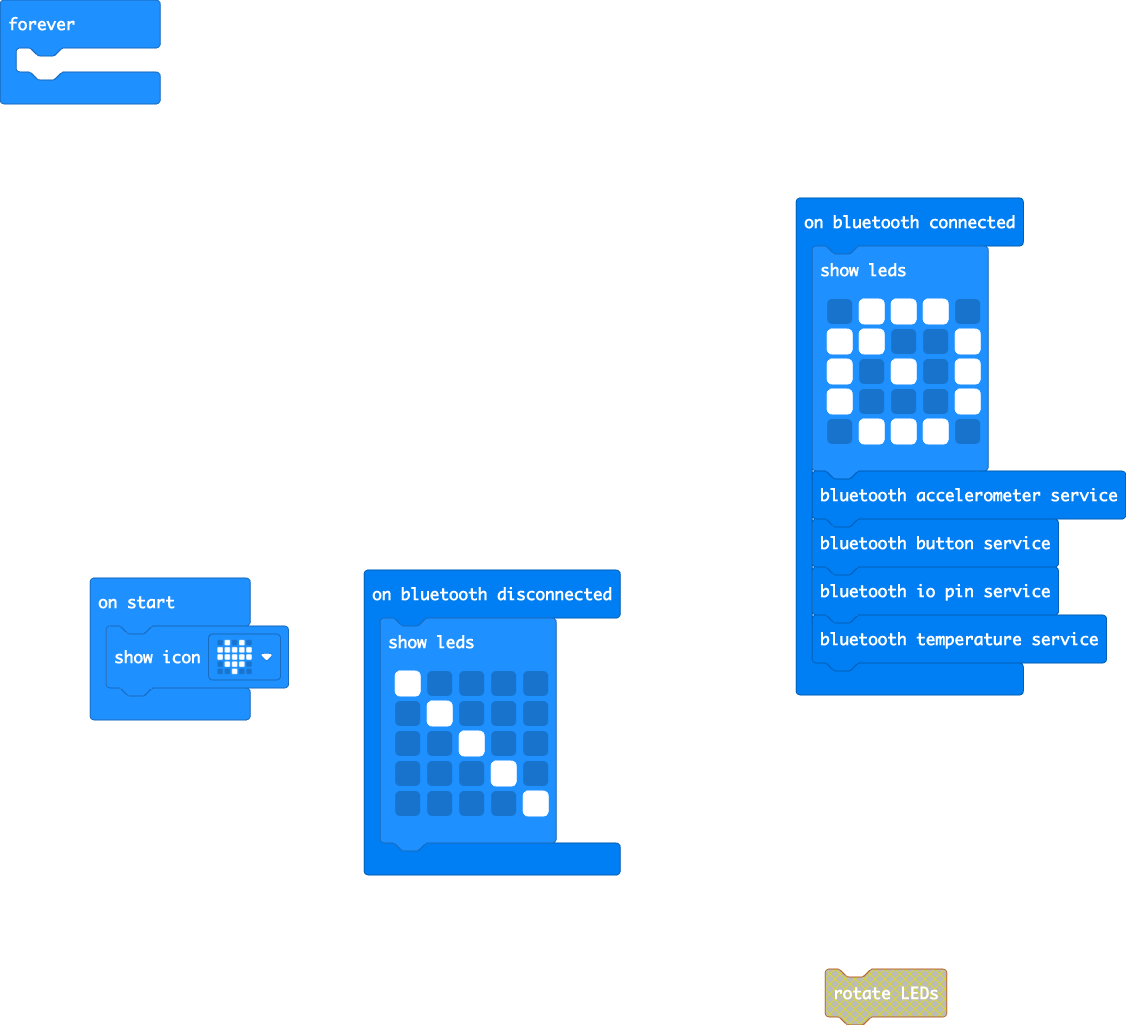 forever
on bluetooth connected
show leds
bluetooth accelerometer service
bluetooth button service
bluetooth io pin service
bluetooth temperature service
on start
show icon
on bluetooth disconnected
show leds
rotate LEDs